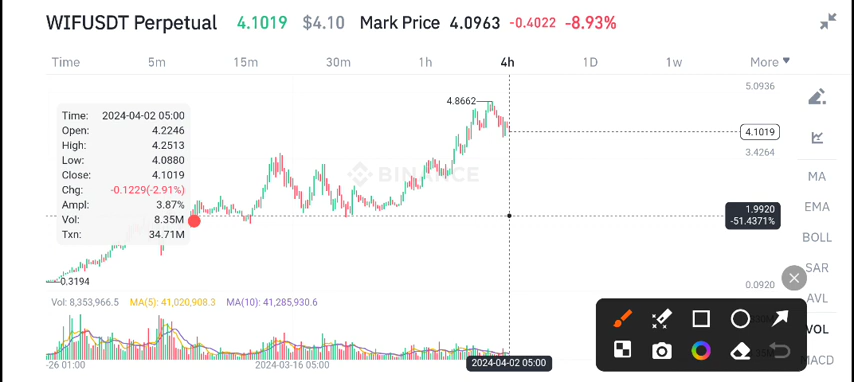 WIFUSDT Perpetual 4.1019 $4.10 Mark Price 4.0963 -0.4022 -8.93%
Time 5m 15m 30m 1h 4h 1D 1w More
5.0936
4.8662
Time: 2024-04-02 05:00
Open: 4.2246
High: 4.2513
Low: 4.0880
Close: 4.1019
Chg: -0.1229(-2.91%)
Ampl: 3.87%
Vol: 8.35M
Txn: 34.71M
BINANCE
4.1019
3.4264
1.9920
-51.4371%
0.3194
0.0920
MA
EMA
BOLL
SAR
AVL
VOL
MACD
Vol: 8,353,966.5 MA(5): 41,020,908.3 MA(10): 41,285,930.6
-26 01:00 2024-03-16 05:00 2024-04-02 05:00